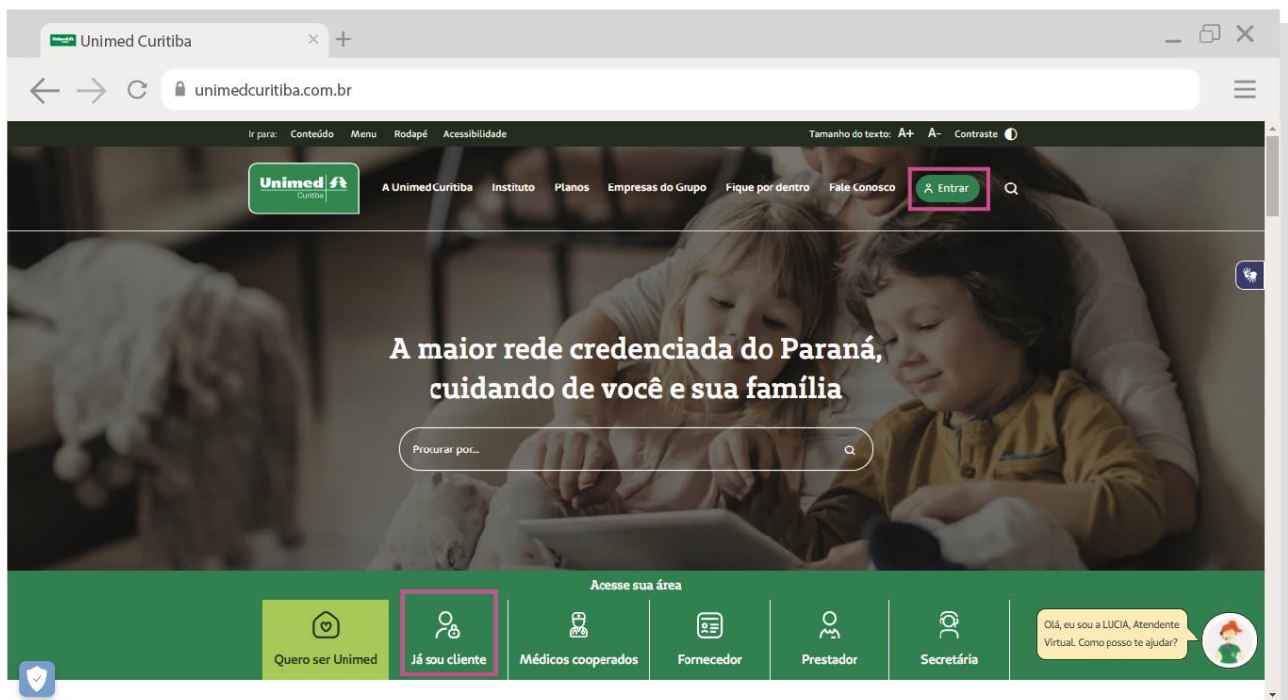 Unimed Curitiba
unimedcuritiba.com.br
Ir para: Conteúdo Menu Rodapé Acessibilidade Tamanho do texto: A+ A- Contraste
Unimed
Curitiba
A Unimed Curitiba Instituto Planos Empresas do Grupo Fique por dentro Fale Conosco Entrar
A maior rede credenciada do Paraná,
cuidando de você e sua família
Procurar por...
Acesse sua área
Quero ser Unimed Já sou cliente Médicos cooperados Fornecedor Prestador Secretária
Olá, eu sou a LUCIA, Atendente
Virtual. Como posso te ajudar?